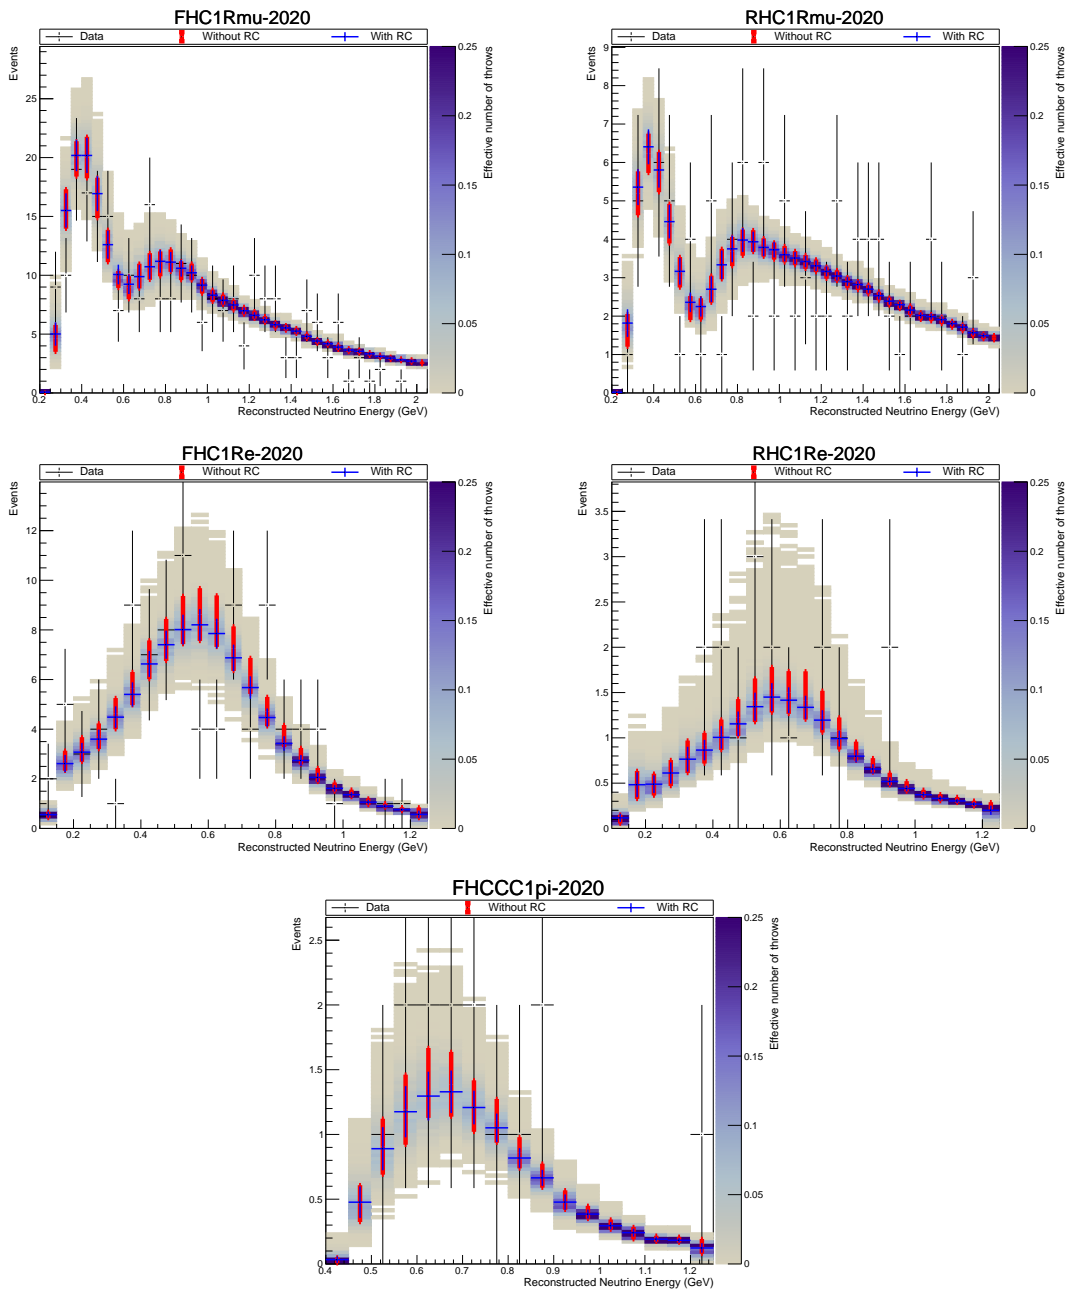 FHC1Rmu-2020
Data Without RC With RC
Events
25
20
15
10
5
0
0.2 0.4 0.6 0.8 1 1.2 1.4 1.6 1.8 2
Reconstructed Neutrino Energy (GeV)
0.25
0.2
0.15
0.1
0.05
0
Effective number of throws
RHC1Rmu-2020
Data Without RC With RC
Events
9
8
7
6
5
4
3
2
1
0
0.2 0.4 0.6 0.8 1 1.2 1.4 1.6 1.8 2
Reconstructed Neutrino Energy (GeV)
0.25
0.2
0.15
0.1
0.05
0
Effective number of throws
FHC1Re-2020
Data Without RC With RC
Events
12
10
8
6
4
2
0
0.2 0.4 0.6 0.8 1 1.2
Reconstructed Neutrino Energy (GeV)
0.25
0.2
0.15
0.1
0.05
0
Effective number of throws
RHC1Re-2020
Data Without RC With RC
Events
3.5
3
2.5
2
1.5
1
0.5
0
0.2 0.4 0.6 0.8 1 1.2
Reconstructed Neutrino Energy (GeV)
0.25
0.2
0.15
0.1
0.05
0
Effective number of throws
FHCCC1pi-2020
Data Without RC With RC
Events
2.5
2
1.5
1
0.5
0
0.4 0.5 0.6 0.7 0.8 0.9 1 1.1 1.2
Reconstructed Neutrino Energy (GeV)
0.25
0.2
0.15
0.1
0.05
0
Effective number of throws